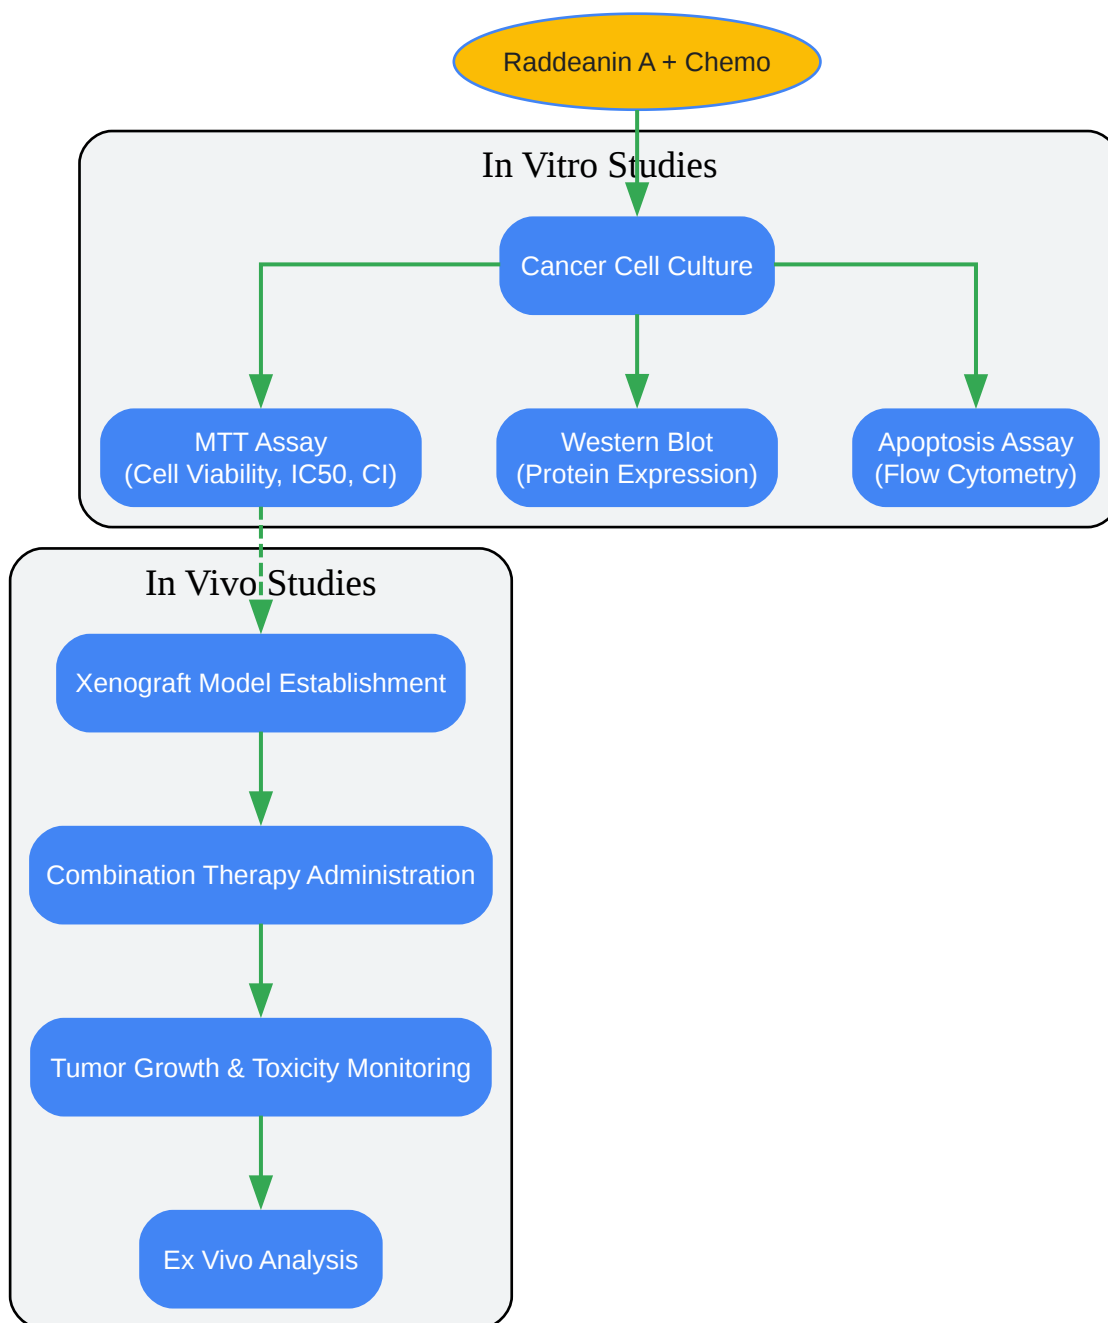 Raddeanin A + Chemo
In Vitro Studies
Cancer Cell Culture
MTT Assay
(Cell Viability, IC50, CI)
Western Blot
(Protein Expression)
Apoptosis Assay
(Flow Cytometry)
In Vivo Studies
Xenograft Model Establishment
Combination Therapy Administration
Tumor Growth & Toxicity Monitoring
Ex Vivo Analysis